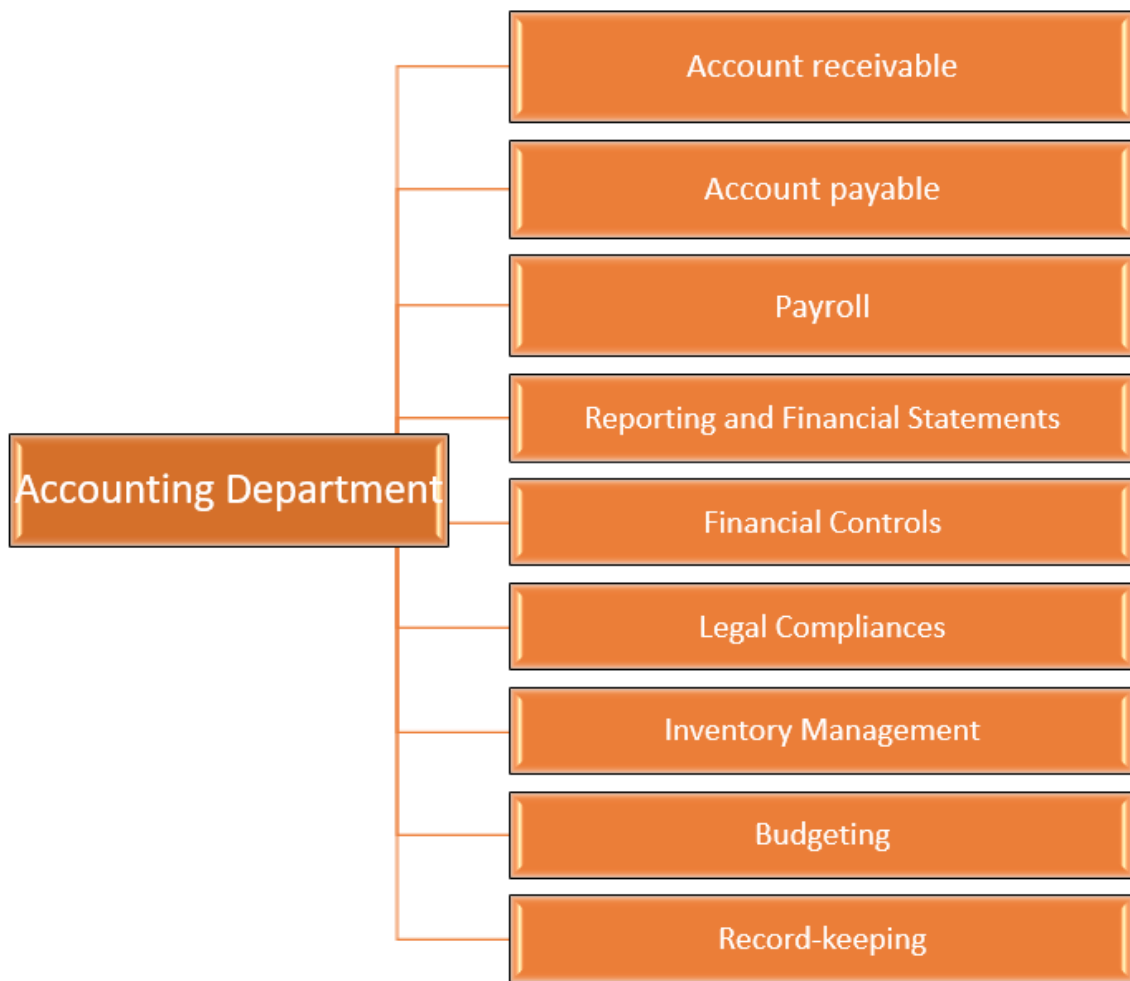 Account receivable
Account payable
Payroll
Reporting and Financial Statements
Accounting Department
Financial Controls
Legal Compliances
Inventory Management
Budgeting
Record-keeping